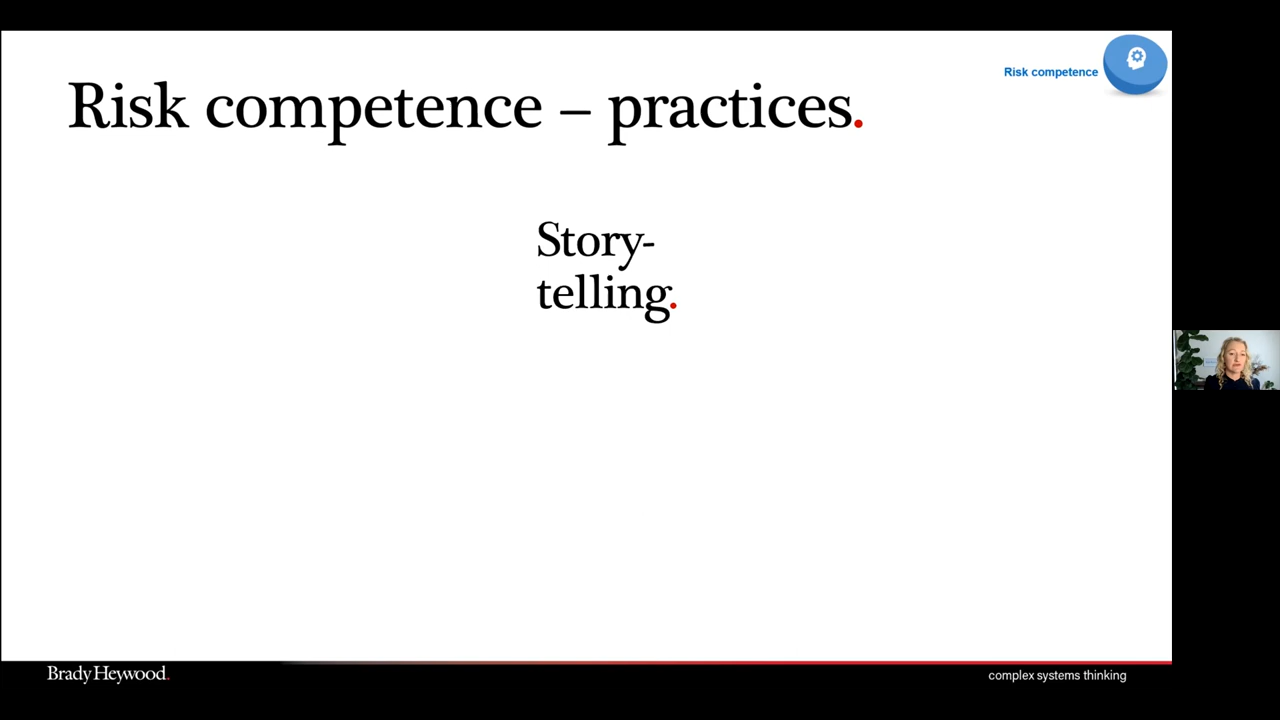 Risk competence
Risk competence – practices.
Story-
telling.
Brady Heywood.
complex systems thinking